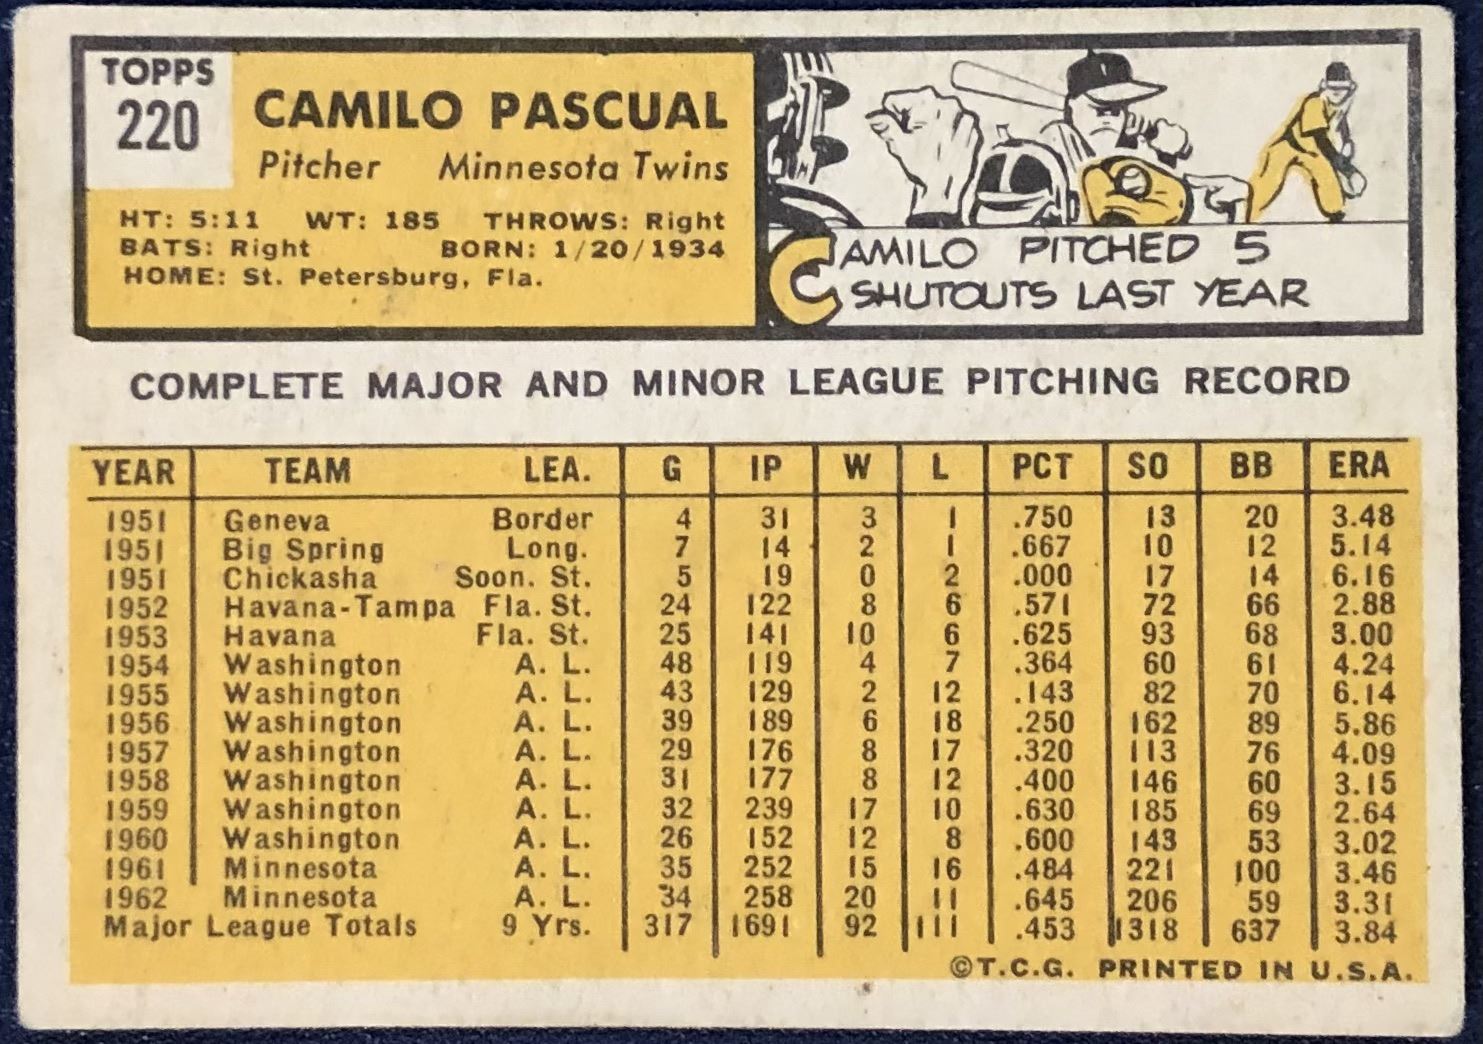 TOPPS
220
CAMILO PASCUAL
Pitcher Minnesota Twins
HT: 5:11 WT: 185 THROWS: Right
BATS: Right BORN: 1/20/1934
HOME: St. Petersburg, Fla.
CAMILO PITCHED 5
SHUTOUTS LAST YEAR
COMPLETE MAJOR AND MINOR LEAGUE PITCHING RECORD
YEAR TEAM LEA. G IP W L PCT SO BB ERA
1951 Geneva Border 4 31 3 1 .750 13 20 3.48
1951 Big Spring Long. 7 14 2 1 .667 10 12 5.14
1951 Chickasha Soon. St. 5 19 0 2 .000 17 14 6.16
1952 Havana-Tampa Fla. St. 24 122 8 6 .571 72 66 2.88
1953 Havana Fla. St. 25 141 10 6 .625 93 68 3.00
1954 Washington A. L. 48 119 4 7 .364 60 61 4.24
1955 Washington A. L. 43 129 2 12 .143 82 70 6.14
1956 Washington A. L. 39 189 6 18 .250 162 89 5.86
1957 Washington A. L. 29 176 8 17 .320 113 76 4.09
1958 Washington A. L. 31 177 8 12 .400 146 60 3.15
1959 Washington A. L. 32 239 17 10 .630 185 69 2.64
1960 Washington A. L. 26 152 12 8 .600 143 53 3.02
1961 Minnesota A. L. 35 252 15 16 .484 221 100 3.46
1962 Minnesota A. L. 34 258 20 11 .645 206 59 3.31
Major League Totals 9 Yrs. 317 1691 92 111 .453 1318 637 3.84
©T.C.G. PRINTED IN U.S.A.